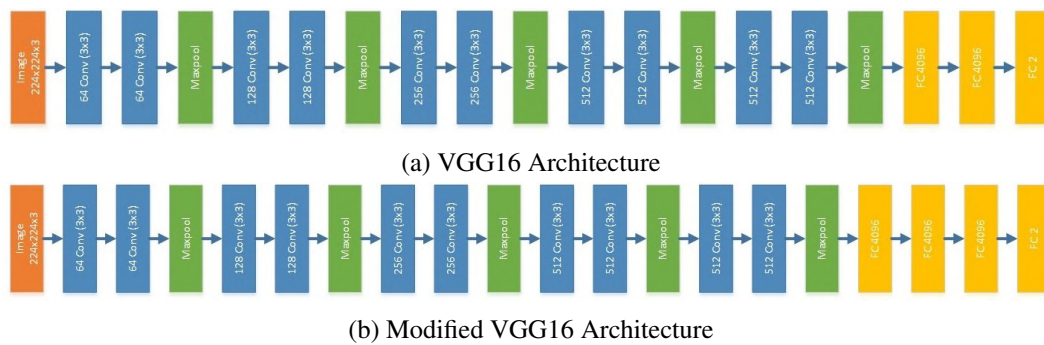 Image
224x224x3
64 Conv (3x3)
64 Conv (3x3)
Maxpool
128 Conv (3x3)
128 Conv (3x3)
Maxpool
256 Conv (3x3)
256 Conv (3x3)
Maxpool
512 Conv (3x3)
512 Conv (3x3)
Maxpool
512 Conv (3x3)
512 Conv (3x3)
Maxpool
FC 4096
FC 4096
FC 2
(a) VGG16 Architecture
Image
224x224x3
64 Conv (3x3)
64 Conv (3x3)
Maxpool
128 Conv (3x3)
128 Conv (3x3)
Maxpool
256 Conv (3x3)
256 Conv (3x3)
Maxpool
512 Conv (3x3)
512 Conv (3x3)
Maxpool
512 Conv (3x3)
512 Conv (3x3)
Maxpool
FC 4096
FC 4096
FC 4096
FC 2
(b) Modified VGG16 Architecture